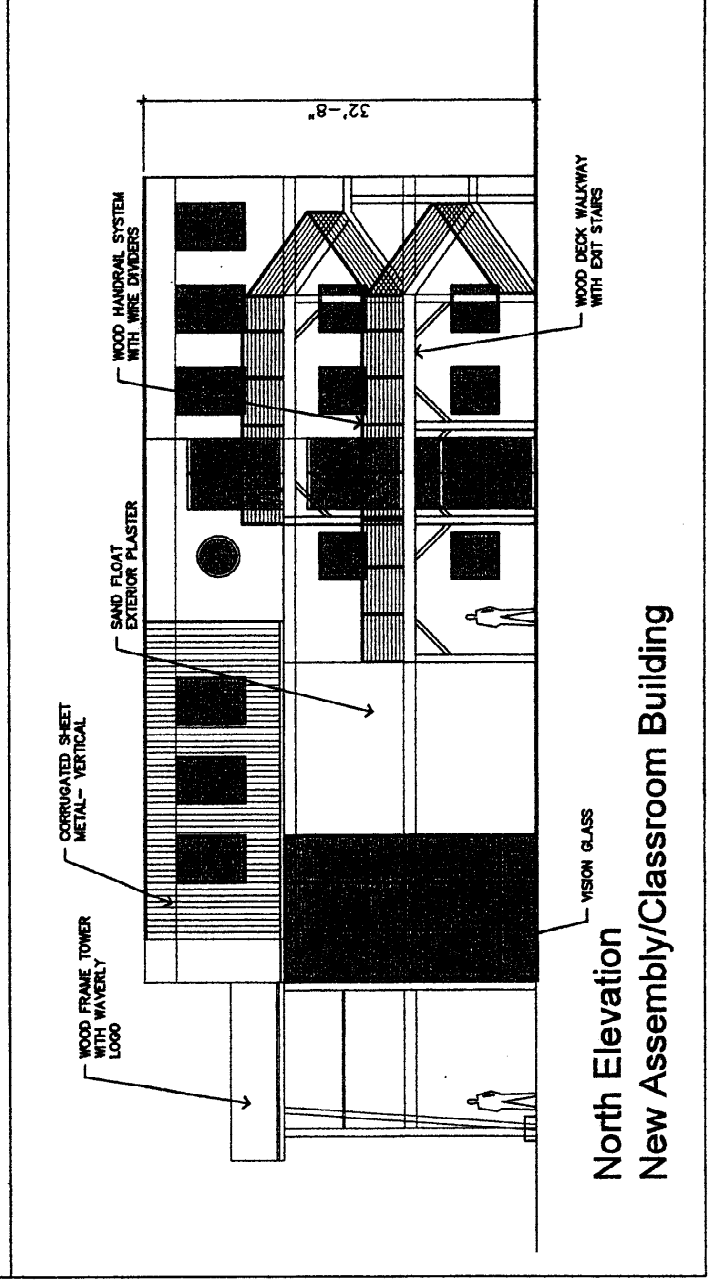 WOOD FRAME TOWER
WITH WAVERLY
LOGO
CORRUGATED SHEET
METAL- VERTICAL
SAND FLOAT
EXTERIOR PLASTER
WOOD HANDRAIL SYSTEM
WITH WIRE DIVIDERS
32'-8"
VISION GLASS
WOOD DECK WALKWAY
WITH EXIT STAIRS
North Elevation
New Assembly/Classroom Building